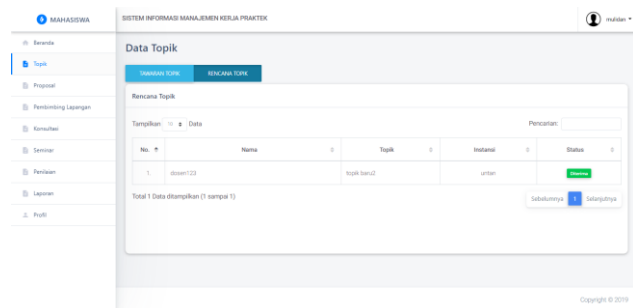 MAHASISWA
SISTEM INFORMASI MANAJEMEN KERJA PRAKTEK
mulidan
Beranda
Topik
Proposal
Pembimbing Lapangan
Konsultasi
Seminar
Penilaian
Laporan
Profil
Data Topik
TAWARAN TOPIK RENCANA TOPIK
Rencana Topik
Tampilkan 10 Data Pencarian:
No. Nama Topik Instansi Status
1. dosen123 topik baru2 untan Diterima
Total 1 Data ditampilkan (1 sampai 1)
Sebelumnya 1 Selanjutnya
Copyright © 2019